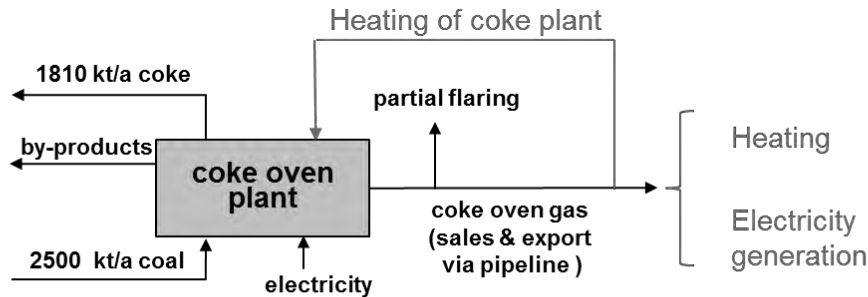 Heating of coke plant
1810 kt/a coke
partial flaring
by-products
Heating
coke oven
plant
coke oven gas
(sales & export
via pipeline )
Electricity
generation
2500 kt/a coal
electricity